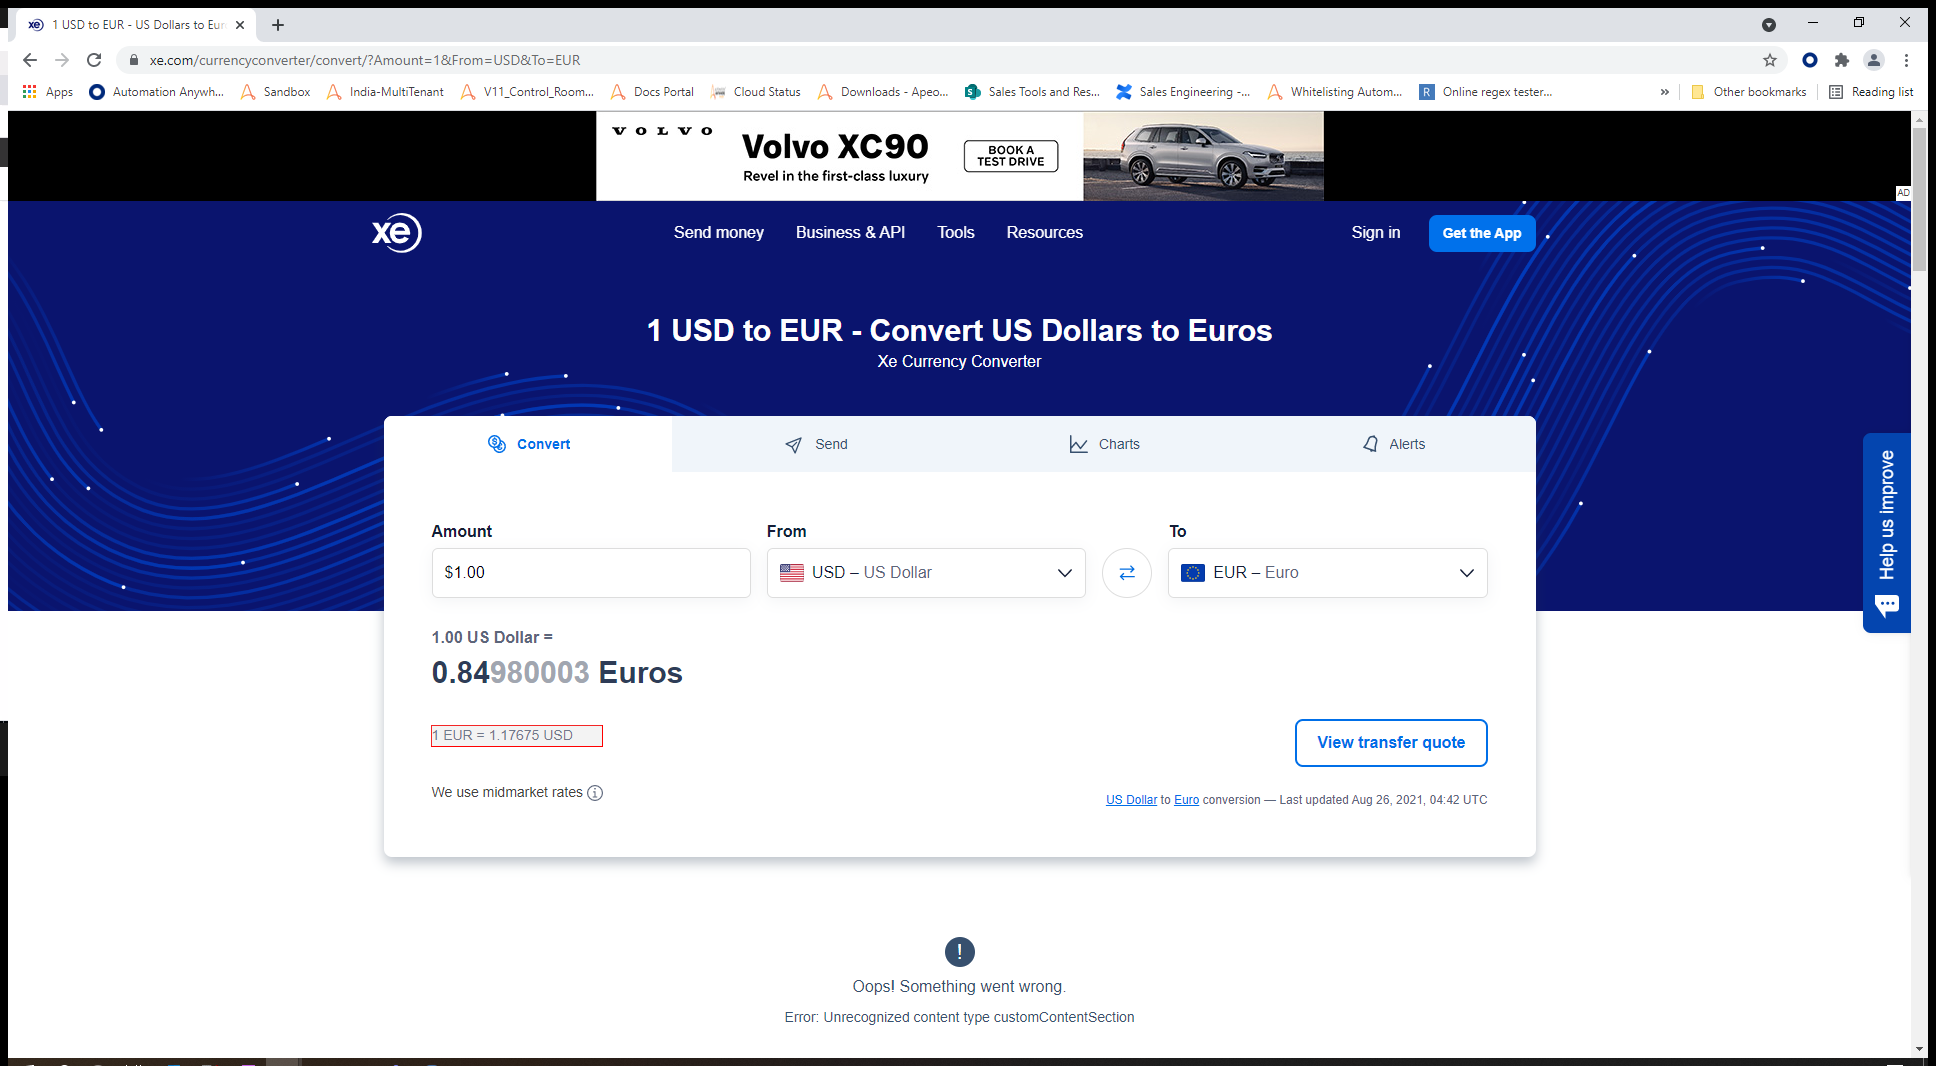 xe 1 USD to EUR - US Dollars to Eur
xe.com/currencyconverter/convert/?Amount=1&From=USD&To=EUR
Apps Automation Anywh... Sandbox India-MultiTenant V11_Control_Room... Docs Portal Cloud Status Downloads - Apeo... Sales Tools and Res... Sales Engineering -... Whitelisting Autom... R Online regex tester... » Other bookmarks Reading list
VOLVO
Volvo XC90
Revel in the first-class luxury
BOOK A
TEST DRIVE
AD
xe Send money Business & API Tools Resources Sign in Get the App
1 USD to EUR - Convert US Dollars to Euros
Xe Currency Converter
Convert Send Charts Alerts
Amount From To
$1.00 USD – US Dollar EUR – Euro
1.00 US Dollar =
0.84980003 Euros
1 EUR = 1.17675 USD
View transfer quote
We use midmarket rates
US Dollar to Euro conversion — Last updated Aug 26, 2021, 04:42 UTC
Help us improve
!
Oops! Something went wrong.
Error: Unrecognized content type customContentSection